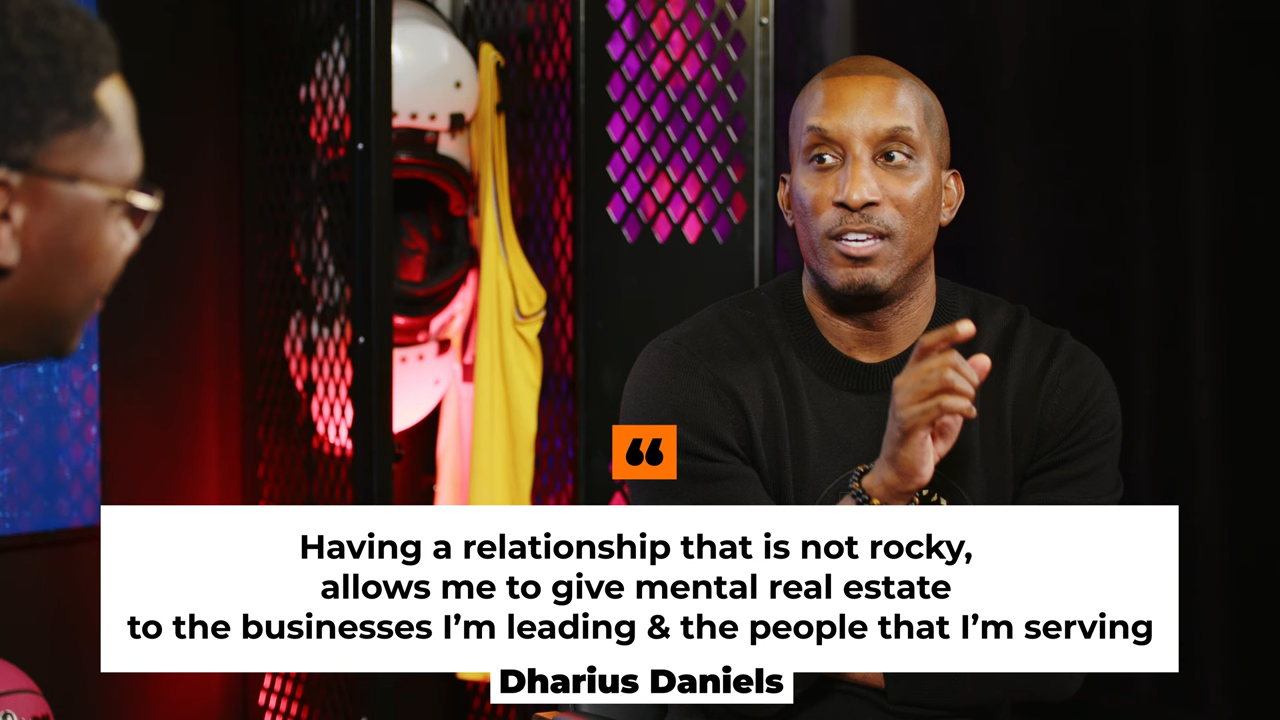 “
Having a relationship that is not rocky,
allows me to give mental real estate
to the businesses I’m leading & the people that I’m serving
Dharius Daniels